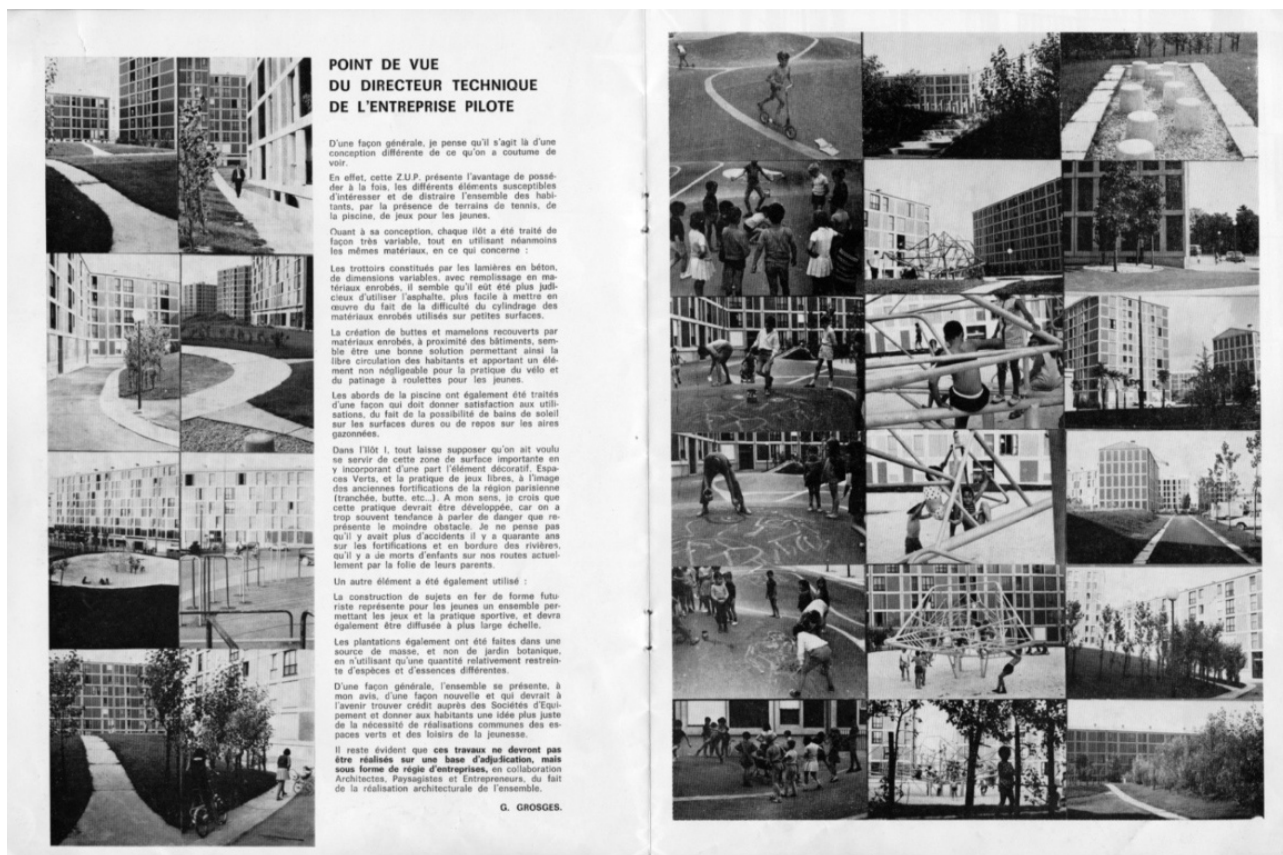 POINT DE VUE
DU DIRECTEUR TECHNIQUE
DE L'ENTREPRISE PILOTE
D'une façon générale, je pense qu'il s'agit là d'une
conception différente de ce qu'on a coutume de
voir.
En effet, cette Z.U.P. présente l'avantage de possé-
der à la fois, les différents éléments susceptibles
d'intéresser et de distraire l'ensemble des habi-
tants, par la présence de terrains de tennis, de
la piscine, de jeux pour les jeunes.
Quant à sa conception, chaque ilôt a été traité de
façon très variable, tout en utilisant néanmoins
les mêmes matériaux, en ce qui concerne :
Les trottoirs constitués par les lamières en béton,
de dimensions variables, avec remplissage en ma-
tériaux enrobés, il semble qu'il eût été plus judi-
cieux d'utiliser l'asphalte, plus facile à mettre en
œuvre du fait de la difficulté du cylindrage des
matériaux enrobés utilisés sur petites surfaces.
La création de buttes et mamelons recouverts par
matériaux enrobés, à proximité des bâtiments, sem-
ble être une bonne solution permettant ainsi la
libre circulation des habitants et apportant un élé-
ment non négligeable pour la pratique du vélo et
du patinage à roulettes pour les jeunes.
Les abords de la piscine ont également été traités
d'une façon qui doit donner satisfaction aux utili-
sations, du fait de la possibilité de bains de soleil
sur les surfaces dures ou de repos sur les aires
gazonnées.
Dans l'Ilôt I, tout laisse supposer qu'on ait voulu
se servir de cette zone de surface importante en
y incorporant d'une part l'élément décoratif, Espa-
ces Verts, et la pratique de jeux libres, à l'image
des anciennes fortifications de la région parisienne
(tranchée, butte, etc...). A mon sens, je crois que
cette pratique devrait être développée, car on a
trop souvent tendance à parler de danger que re-
présente le moindre obstacle. Je ne pense pas
qu'il y avait plus d'accidents il y a quarante ans
sur les fortifications et en bordure des rivières,
qu'il y a de morts d'enfants sur nos routes actuel-
lement par la folie de leurs parents.
Un autre élément a été également utilisé :
La construction de sujets en fer de forme futu-
riste représente pour les jeunes un ensemble per-
mettant les jeux et la pratique sportive, et devra
également être diffusée à plus large échelle.
Les plantations également ont été faites dans une
source de masse, et non de jardin botanique,
en n'utilisant qu'une quantité relativement restrein-
te d'espèces et d'essences différentes.
D'une façon générale, l'ensemble se présente, à
mon avis, d'une façon nouvelle et qui devrait à
l'avenir trouver crédit auprès des Sociétés d'Equi-
pement et donner aux habitants une idée plus juste
de la nécessité de réalisations communes des es-
paces verts et des loisirs de la jeunesse.
Il reste évident que ces travaux ne devront pas
être réalisés sur une base d'adjudication, mais
sous forme de régie d'entreprises, en collaboration
Architectes, Paysagistes et Entrepreneurs, du fait
de la réalisation architecturale de l'ensemble.
G. GROSGES.